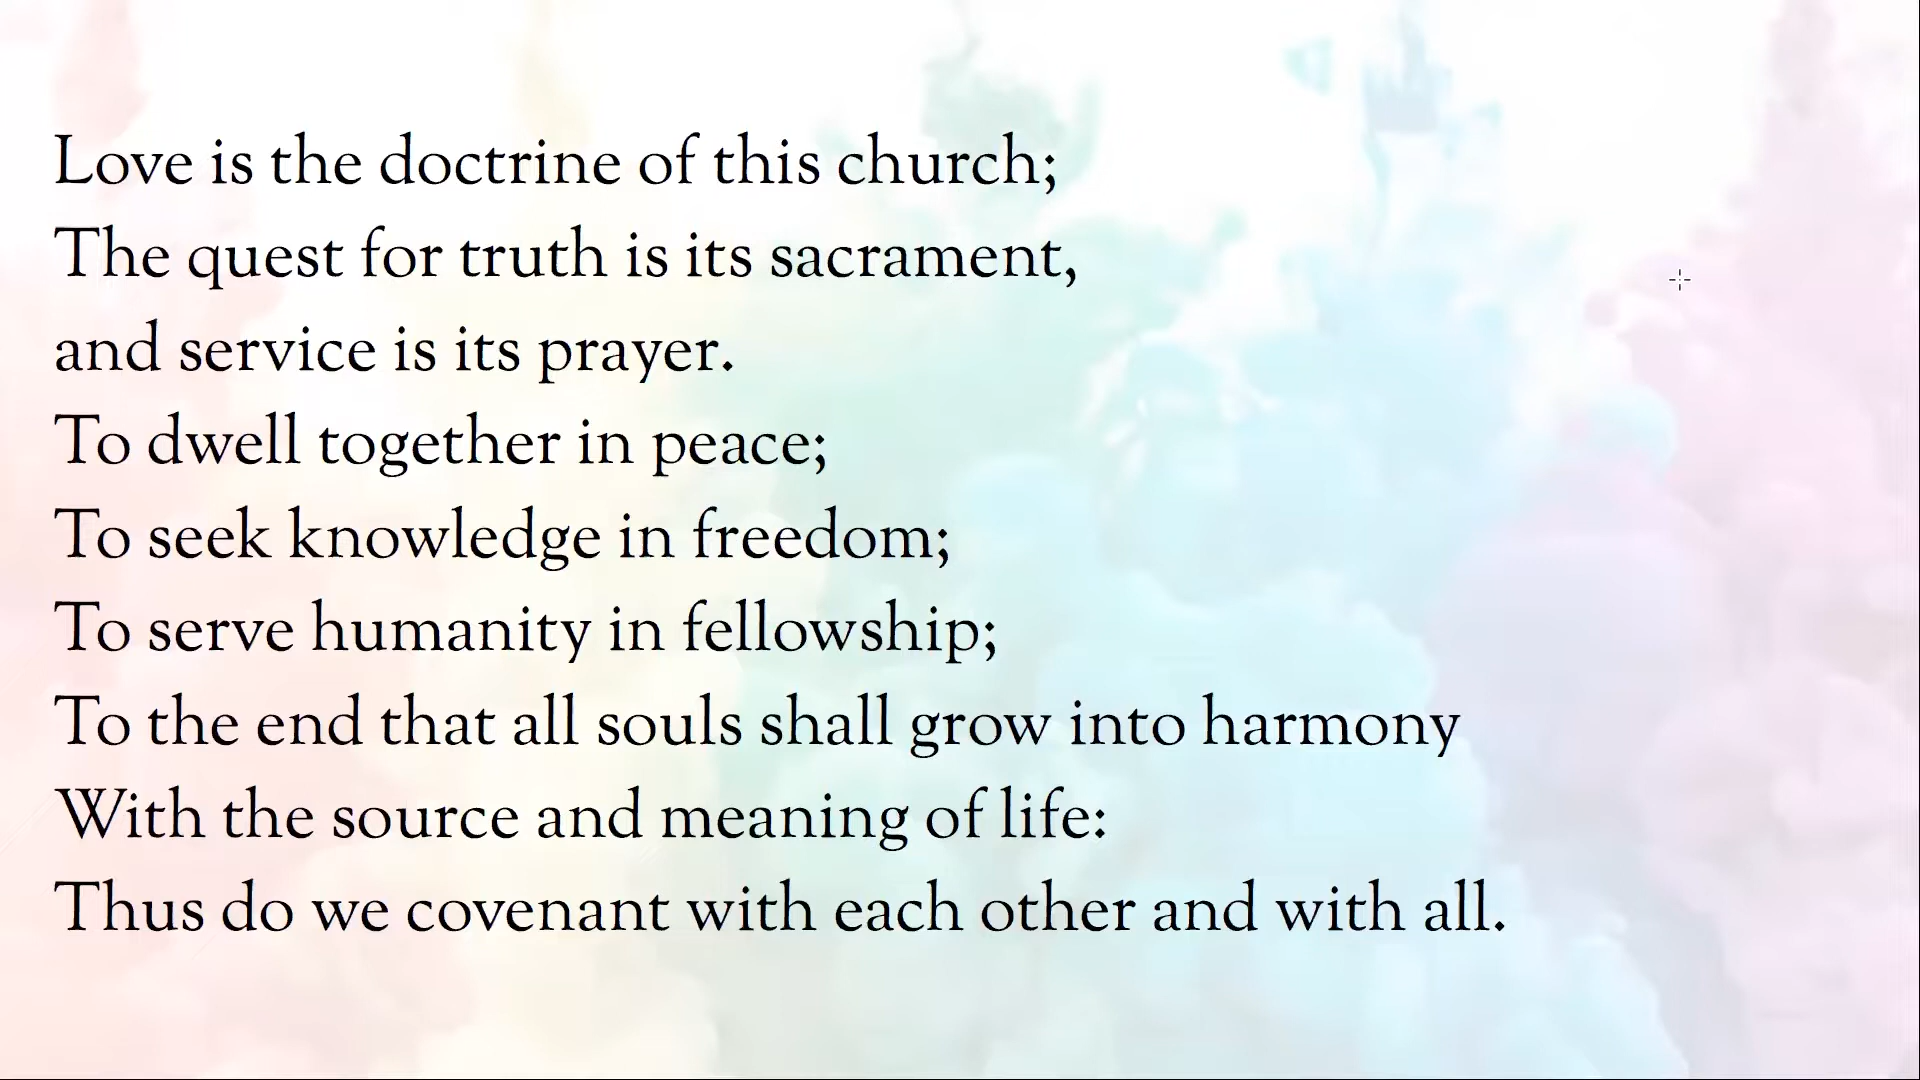 Love is the doctrine of this church;
The quest for truth is its sacrament,
and service is its prayer.
To dwell together in peace;
To seek knowledge in freedom;
To serve humanity in fellowship;
To the end that all souls shall grow into harmony
With the source and meaning of life:
Thus do we covenant with each other and with all.